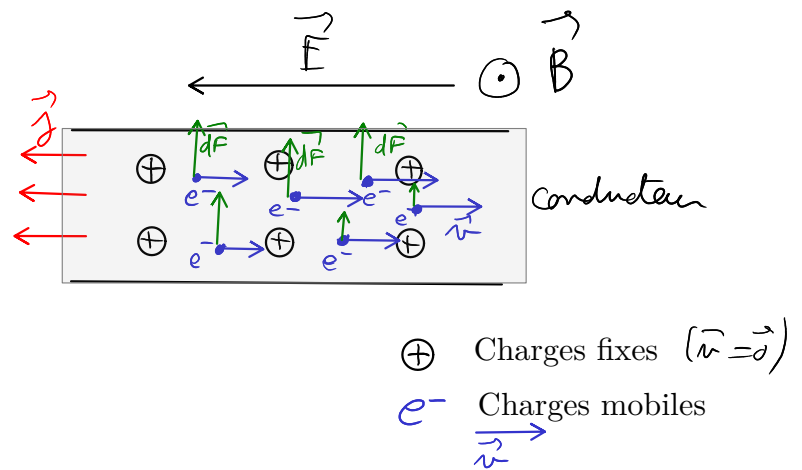 E⃗ B⃗
j⃗
dF⃗ dF⃗ dF⃗
e⁻ e⁻ e⁻ e⁻
conducteur
v⃗
e⁻ e⁻
⊕ Charges fixes (v⃗ = 0⃗)
e⁻ Charges mobiles
v⃗